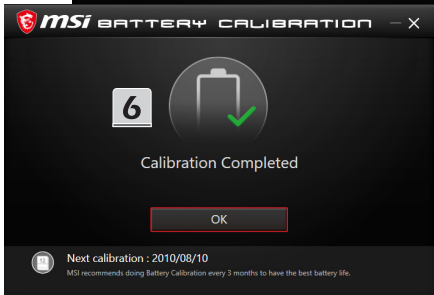 msi BATTERY CALIBRATION
6
Calibration Completed
OK
Next calibration : 2010/08/10
MSI recommends doing Battery Calibration every 3 months to have the best battery life.